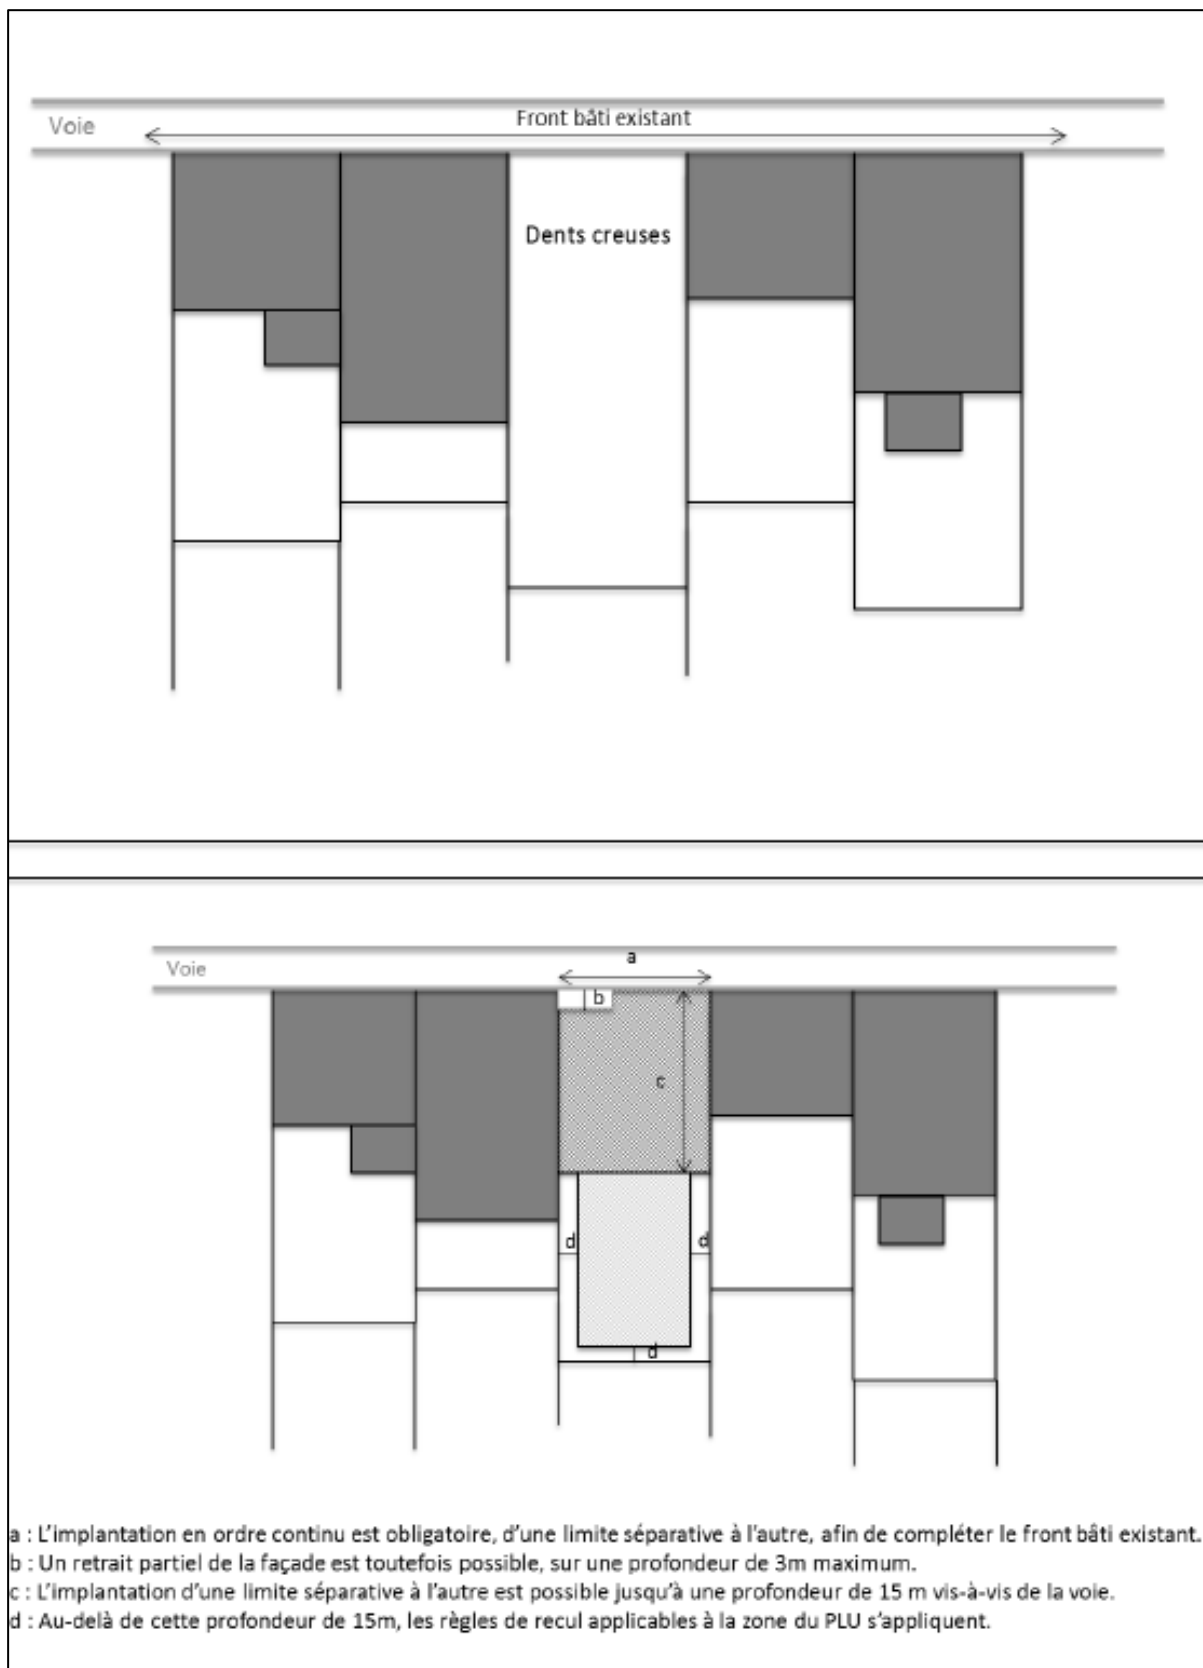 Voie
Front bâti existant
Dents creuses
Voie
a
b
c
d
d
d
a : L'implantation en ordre continu est obligatoire, d'une limite séparative à l'autre, afin de compléter le front bâti existant.
b : Un retrait partiel de la façade est toutefois possible, sur une profondeur de 3m maximum.
c : L'implantation d'une limite séparative à l'autre est possible jusqu'à une profondeur de 15 m vis-à-vis de la voie.
d : Au-delà de cette profondeur de 15m, les règles de recul applicables à la zone du PLU s'appliquent.